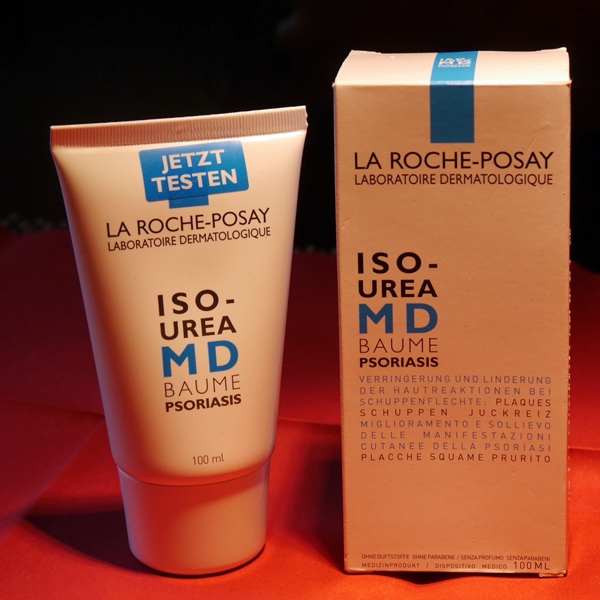 JETZT
TESTEN
LA ROCHE-POSAY
LABORATOIRE DERMATOLOGIQUE
ISO-
UREA
MD
BAUME
PSORIASIS
100 ml
LA ROCHE-POSAY
LABORATOIRE DERMATOLOGIQUE
ISO-
UREA
MD
BAUME
PSORIASIS
VERRINGERUNG UND LINDERUNG
DER HAUTREAKTIONEN BEI
SCHUPPENFLECHTE: PLAQUES
SCHUPPEN JUCKREIZ
MIGLIORAMENTO E SOLLIEVO
DELLE MANIFESTAZIONI
CUTANEE DELLA PSORIASI
PLACCHE SQUAME PRURITO
OHNE DUFTSTOFFE OHNE PARABENE / SENZA PROFUMO SENZA PARABENI
MEDIZINPRODUKT / DISPOSITIVO MEDICO 100ML